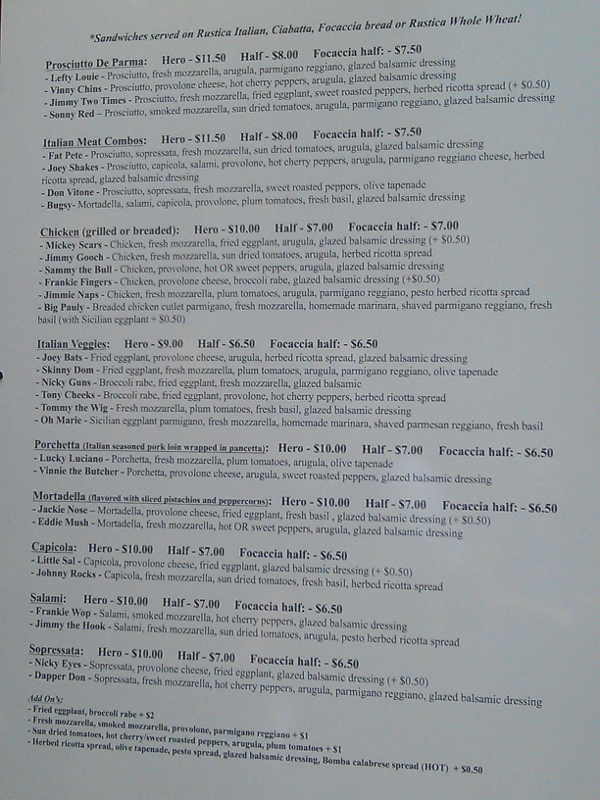 *Sandwiches served on Rustica Italian, Ciabatta, Focaccia bread or Rustica Whole Wheat!
Prosciutto De Parma: Hero - $11.50 Half - $8.00 Focaccia half: - $7.50
- Lefty Louie - Prosciutto, fresh mozzarella, arugula, parmigano reggiano, glazed balsamic dressing
- Vinny Chins - Prosciutto, provolone cheese, hot cherry peppers, arugula, glazed balsamic dressing
- Jimmy Two Times - Prosciutto, fresh mozzarella, fried eggplant, sweet roasted peppers, herbed ricotta spread (+ $0.50)
- Sonny Red – Prosciutto, smoked mozzarella, sun dried tomatoes, arugula, parmigano reggiano, glazed balsamic dressing
Italian Meat Combos: Hero - $11.50 Half - $8.00 Focaccia half: - $7.50
- Fat Pete - Prosciutto, sopressata, fresh mozzarella, sun dried tomatoes, arugula, glazed balsamic dressing
- Joey Shakes - Prosciutto, capicola, salami, provolone, hot cherry peppers, arugula, parmigano reggiano cheese, herbed
ricotta spread, glazed balsamic dressing
- Don Vitone - Prosciutto, sopressata, fresh mozzarella, sweet roasted peppers, olive tapenade
- Bugsy- Mortadella, salami, capicola, provolone, plum tomatoes, fresh basil, glazed balsamic dressing
Chicken (grilled or breaded): Hero - $10.00 Half - $7.00 Focaccia half: - $7.00
- Mickey Scars - Chicken, fresh mozzarella, fried eggplant, arugula, glazed balsamic dressing (+ $0.50)
- Jimmy Gooch - Chicken, fresh mozzarella, sun dried tomatoes, arugula, herbed ricotta spread
- Sammy the Bull - Chicken, provolone, hot OR sweet peppers, arugula, glazed balsamic dressing
- Frankie Fingers - Chicken, provolone cheese, broccoli rabe, glazed balsamic dressing (+$0.50)
- Jimmie Naps - Chicken, fresh mozzarella, plum tomatoes, arugula, parmigano reggiano, pesto herbed ricotta spread
- Big Pauly - Breaded chicken cutlet parmigano, fresh mozzarella, homemade marinara, shaved parmigano reggiano, fresh
basil (with Sicilian eggplant + $0.50)
Italian Veggies: Hero - $9.00 Half - $6.50 Focaccia half: - $6.50
- Joey Bats - Fried eggplant, provolone cheese, arugula, herbed ricotta spread, glazed balsamic dressing
- Skinny Dom - Fried eggplant, fresh mozzarella, plum tomatoes, arugula, parmigano reggiano, olive tapenade
- Nicky Guns - Broccoli rabe, fried eggplant, fresh mozzarella, glazed balsamic
- Tony Cheeks - Broccoli rabe, fried eggplant, provolone, hot cherry peppers, herbed ricotta spread
- Tommy the Wig - Fresh mozzarella, plum tomatoes, fresh basil, glazed balsamic dressing
- Oh Marie - Sicilian eggplant parmigano, fresh mozzarella, homemade marinara, shaved parmesan reggiano, fresh basil
Porchetta (Italian seasoned pork loin wrapped in pancetta): Hero - $10.00 Half - $7.00 Focaccia half: - $6.50
- Lucky Luciano - Porchetta, fresh mozzarella, plum tomatoes, arugula, olive tapenade
- Vinnie the Butcher - Porchetta, provolone cheese, arugula, sweet roasted peppers, glazed balsamic dressing
Mortadella (flavored with sliced pistachios and peppercorns): Hero - $10.00 Half - $7.00 Focaccia half: - $6.50
- Jackie Nose – Mortadella, provolone cheese, fried eggplant, fresh basil , glazed balsamic dressing (+ $0.50)
- Eddie Mush - Mortadella, fresh mozzarella, hot OR sweet peppers, arugula, glazed balsamic dressing
Capicola: Hero - $10.00 Half - $7.00 Focaccia half: - $6.50
- Little Sal - Capicola, provolone cheese, fried eggplant, glazed balsamic dressing (+ $0.50)
- Johnny Rocks - Capicola, fresh mozzarella, sun dried tomatoes, fresh basil, herbed ricotta spread
Salami: Hero - $10.00 Half - $7.00 Focaccia half: - $6.50
- Frankie Wop - Salami, smoked mozzarella, hot cherry peppers, glazed balsamic dressing
- Jimmy the Hook - Salami, fresh mozzarella, sun dried tomatoes, arugula, pesto herbed ricotta spread
Sopressata: Hero - $10.00 Half - $7.00 Focaccia half: - $6.50
- Nicky Eyes - Sopressata, provolone cheese, fried eggplant, glazed balsamic dressing (+ $0.50)
- Dapper Don - Sopressata, fresh mozzarella, hot cherry peppers, arugula, parmigano reggiano, glazed balsamic dressing
Add On's:
- Fried eggplant, broccoli rabe + $2
- Fresh mozzarella, smoked mozzarella, provolone, parmigano reggiano + $1
- Sun dried tomatoes, hot cherry/sweet roasted peppers, arugula, plum tomatoes + $1
- Herbed ricotta spread, olive tapenade, pesto spread, glazed balsamic dressing, Bomba calabrese spread (HOT) + $0.50